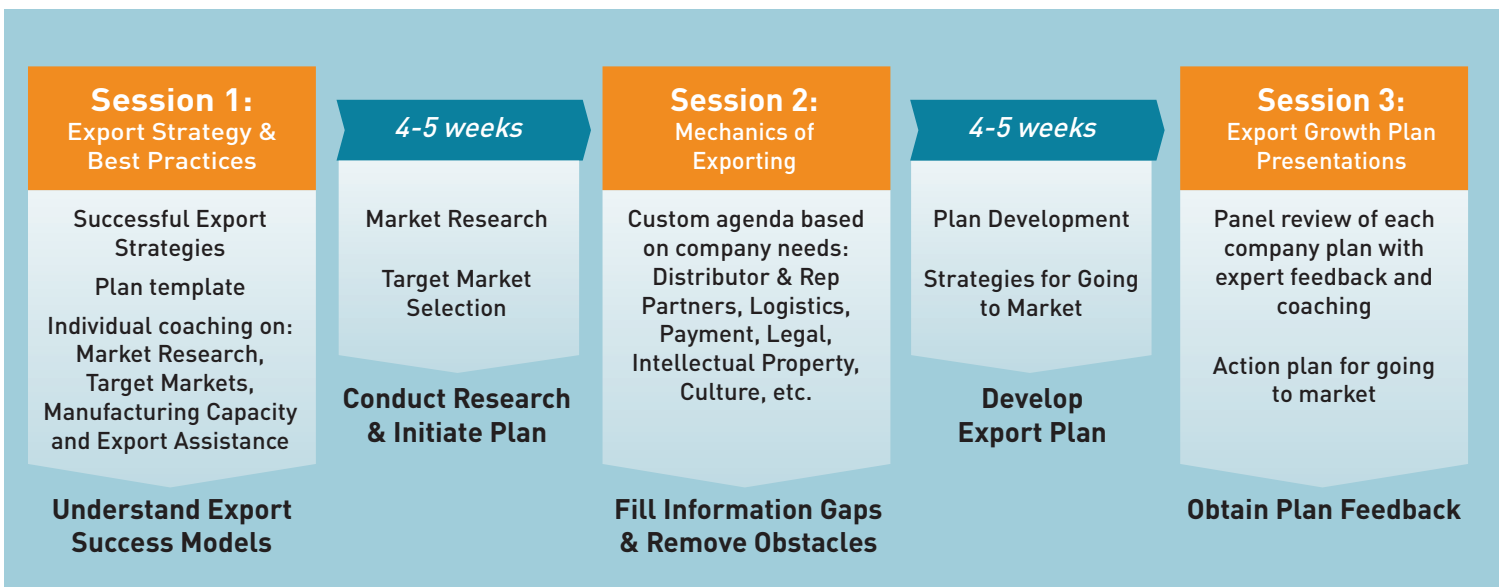 Session 1:
Export Strategy &
Best Practices
Successful Export
Strategies
Plan template
Individual coaching on:
Market Research,
Target Markets,
Manufacturing Capacity
and Export Assistance
Understand Export
Success Models
4-5 weeks
Market Research
Target Market
Selection
Conduct Research
& Initiate Plan
Session 2:
Mechanics of
Exporting
Custom agenda based
on company needs:
Distributor & Rep
Partners, Logistics,
Payment, Legal,
Intellectual Property,
Culture, etc.
Fill Information Gaps
& Remove Obstacles
4-5 weeks
Plan Development
Strategies for Going
to Market
Develop
Export Plan
Session 3:
Export Growth Plan
Presentations
Panel review of each
company plan with
expert feedback and
coaching
Action plan for going
to market
Obtain Plan Feedback